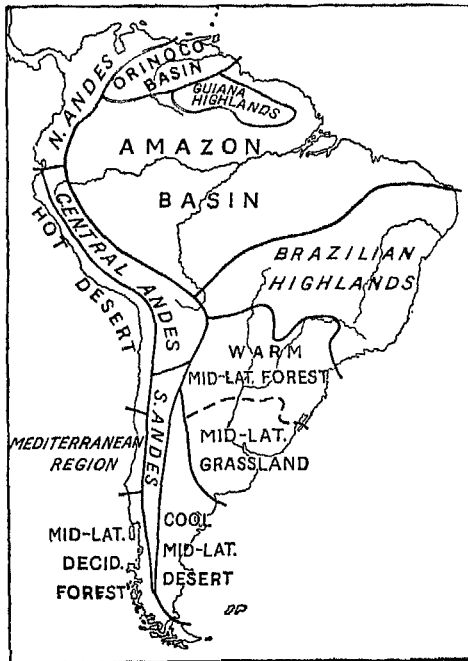 N. ANDES
ORINOCO
BASIN
GUIANA
HIGHLANDS
AMAZON
BASIN
CENTRAL ANDES
HOT DESERT
BRAZILIAN
HIGHLANDS
WARM
MID-LAT. FOREST
S. ANDES
MID-LAT.
GRASSLAND
MEDITERRANEAN
REGION
COOL
MID-LAT.
DESERT
MID-LAT.
DECID.
FOREST